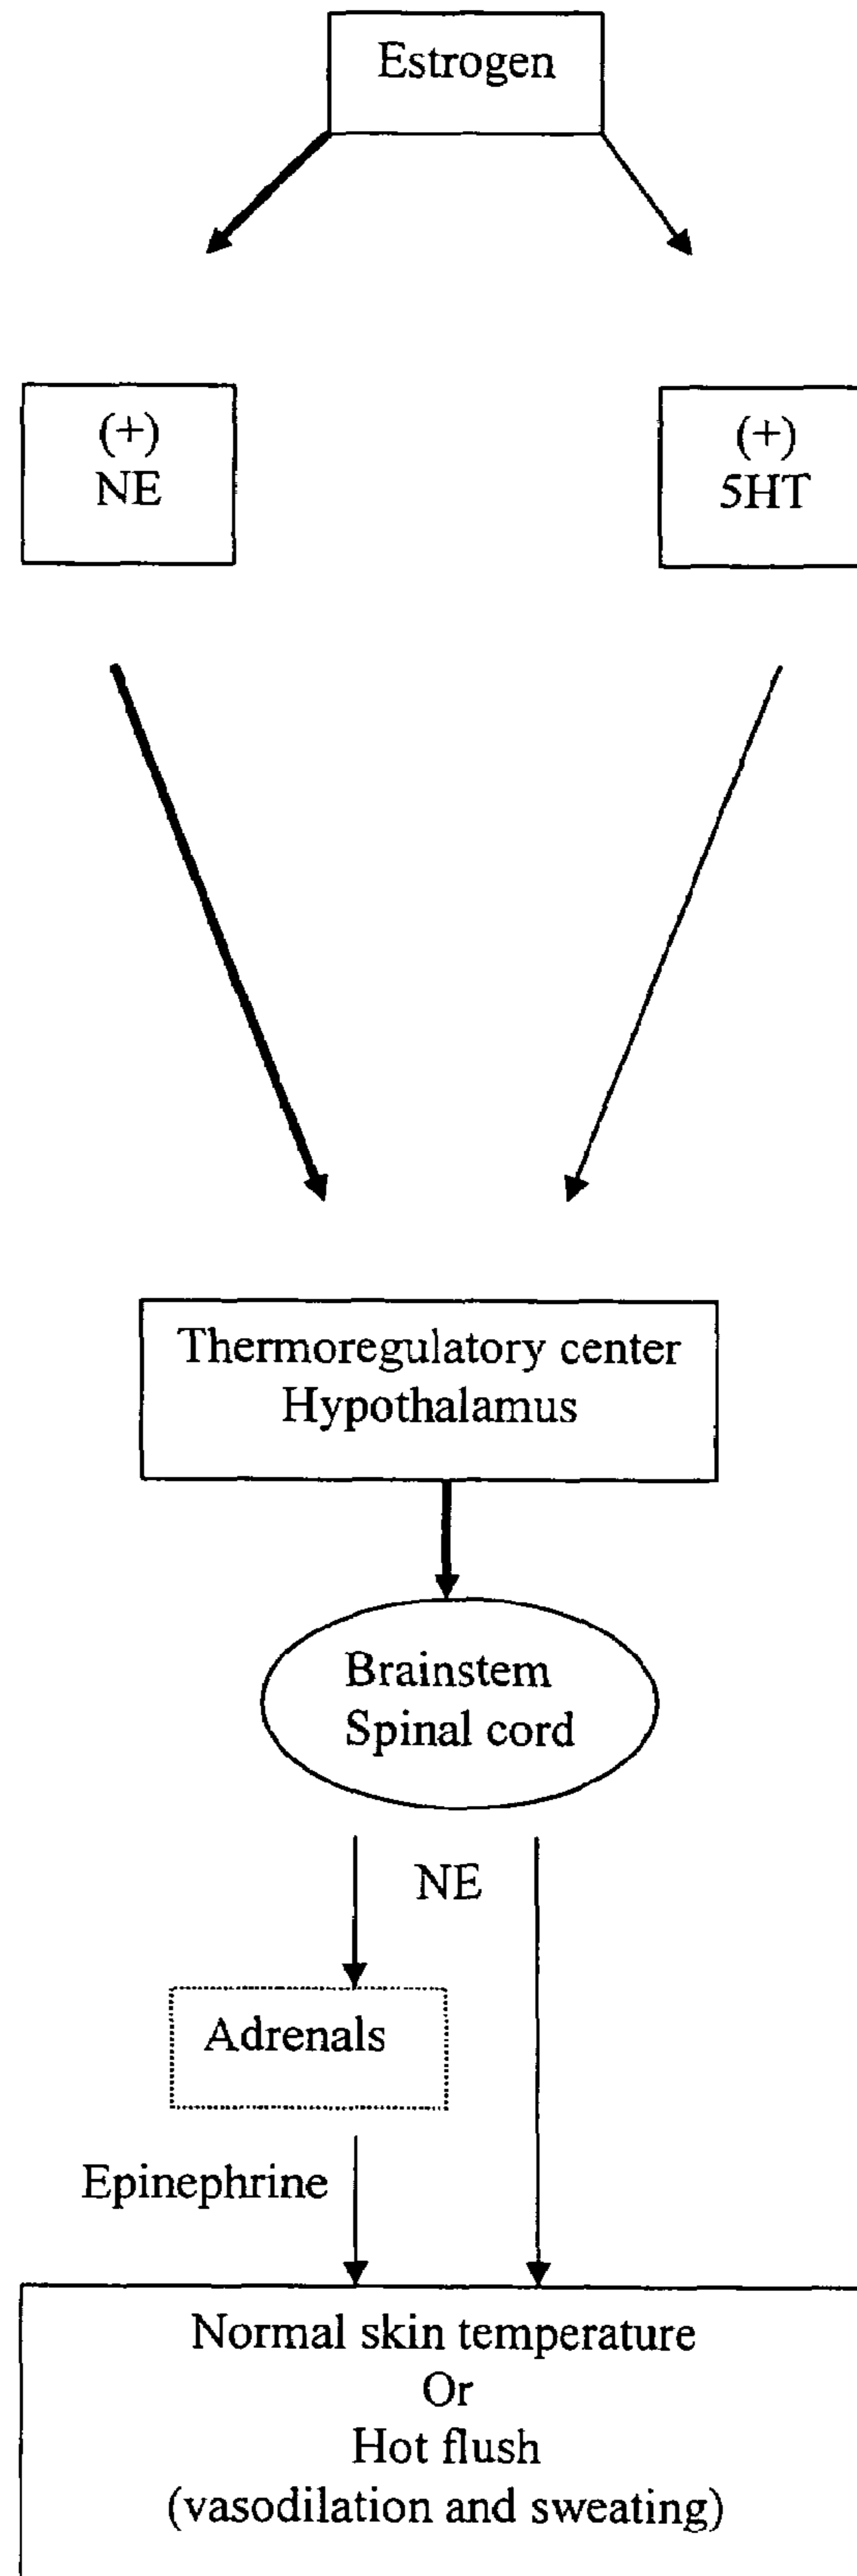 Estrogen
(+)
NE
(+)
5HT
Thermoregulatory center
Hypothalamus
Brainstem
Spinal cord
NE
Adrenals
Epinephrine
Normal skin temperature
Or
Hot flush
(vasodilation and sweating)